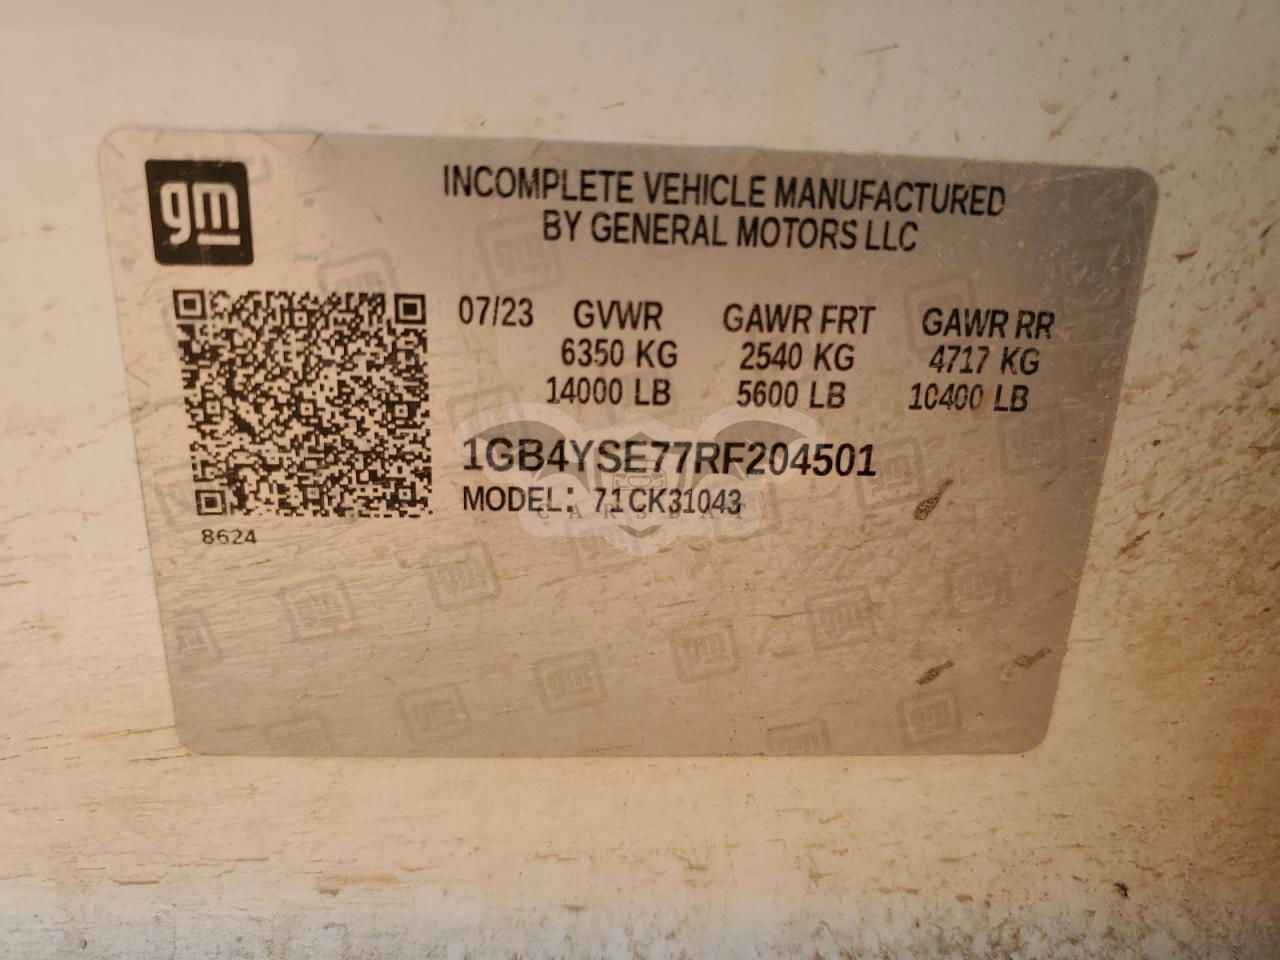 gm
INCOMPLETE VEHICLE MANUFACTURED
BY GENERAL MOTORS LLC
07/23 GVWR GAWR FRT GAWR RR
6350 KG 2540 KG 4717 KG
14000 LB 5600 LB 10400 LB
1GB4YSE77RF204501
MODEL: 71CK31043
8624